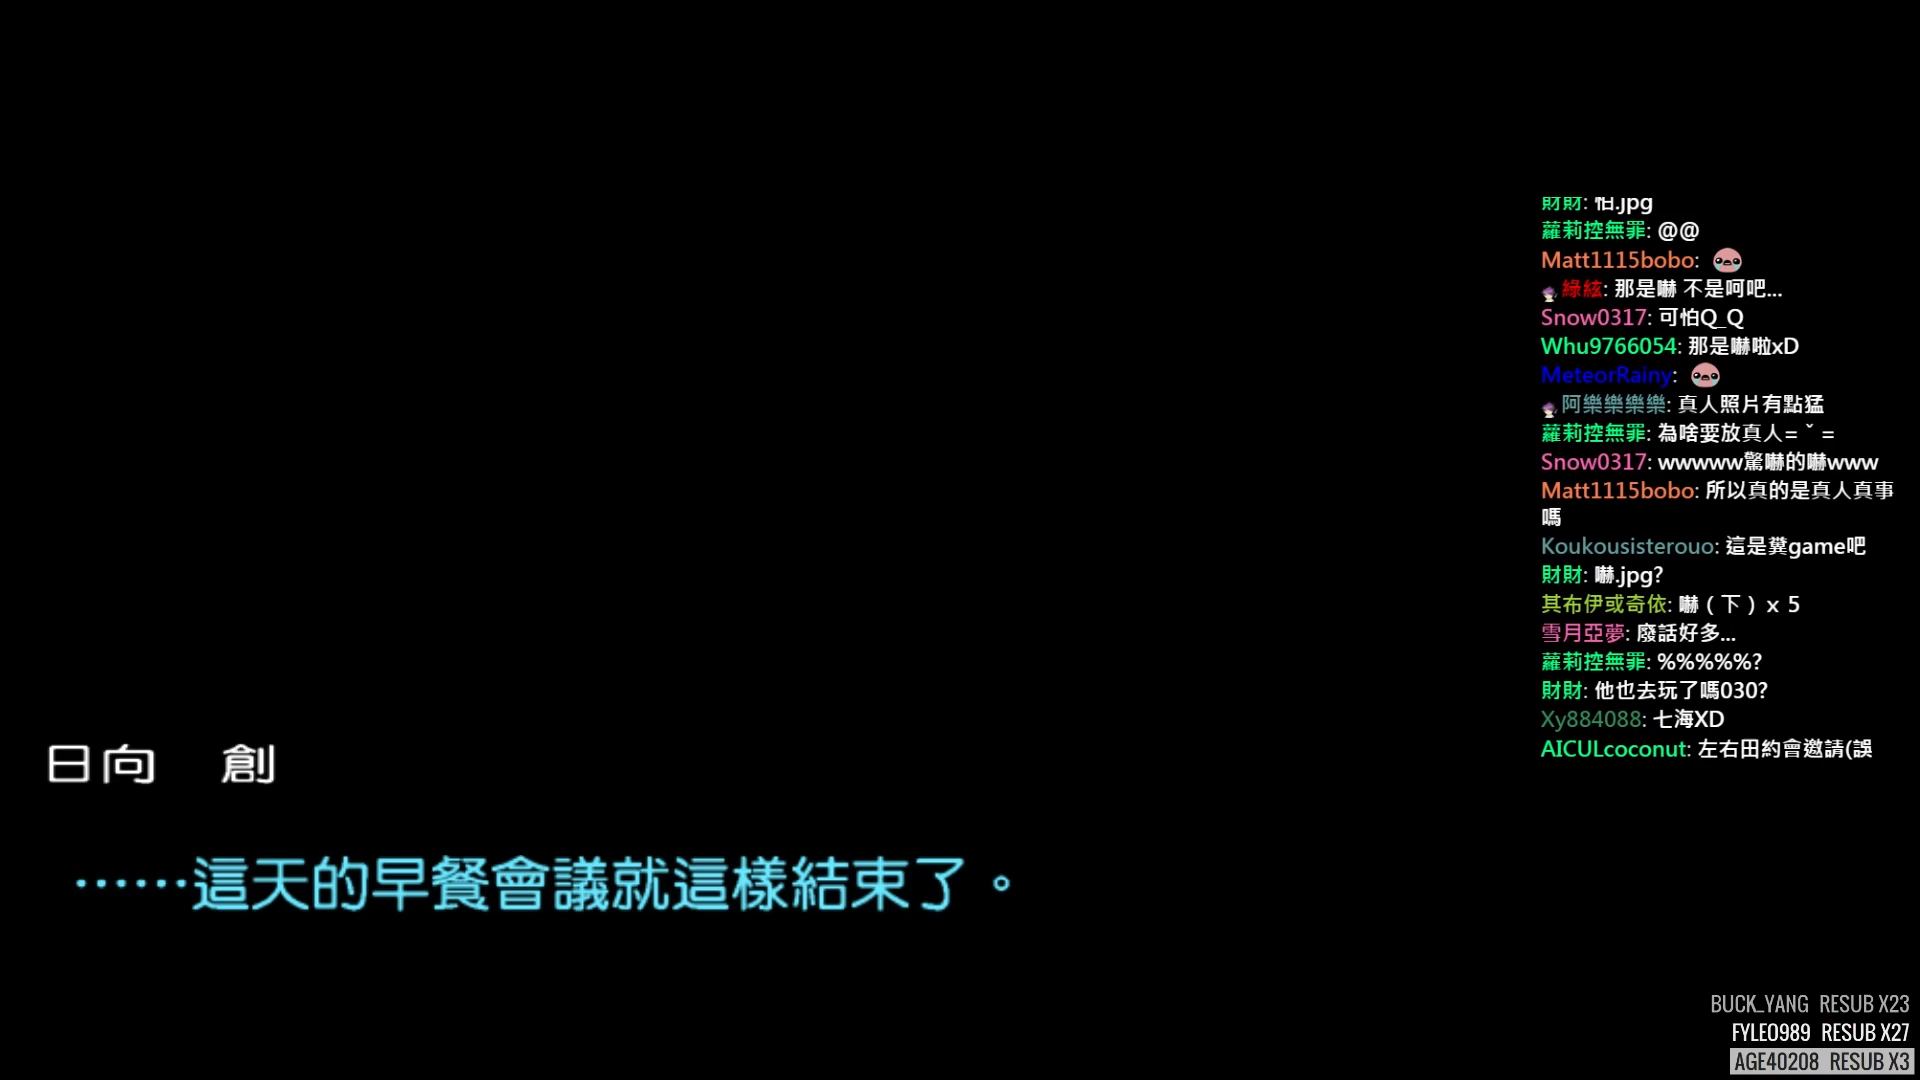 財財: 怕.jpg
蘿莉控無罪: @@
Matt1115bobo:
綠絃: 那是嚇 不是呵吧...
Snow0317: 可怕Q_Q
Whu9766054: 那是嚇啦xD
MeteorRainy:
阿樂樂樂樂: 真人照片有點猛
蘿莉控無罪: 為啥要放真人= ˇ =
Snow0317: wwwww驚嚇的嚇www
Matt1115bobo: 所以真的是真人真事
嗎
Koukousisterouo: 這是糞game吧
財財: 嚇.jpg?
其布伊或奇依: 嚇（下）x 5
雪月亞夢: 廢話好多...
蘿莉控無罪: %%%%%?
財財: 他也去玩了嗎030?
Xy884088: 七海XD
AICULcoconut: 左右田約會邀請(誤
日向　創
……這天的早餐會議就這樣結束了。
BUCK_YANG RESUB X23
FYLEO989 RESUB X27
AGE40208 RESUB X3